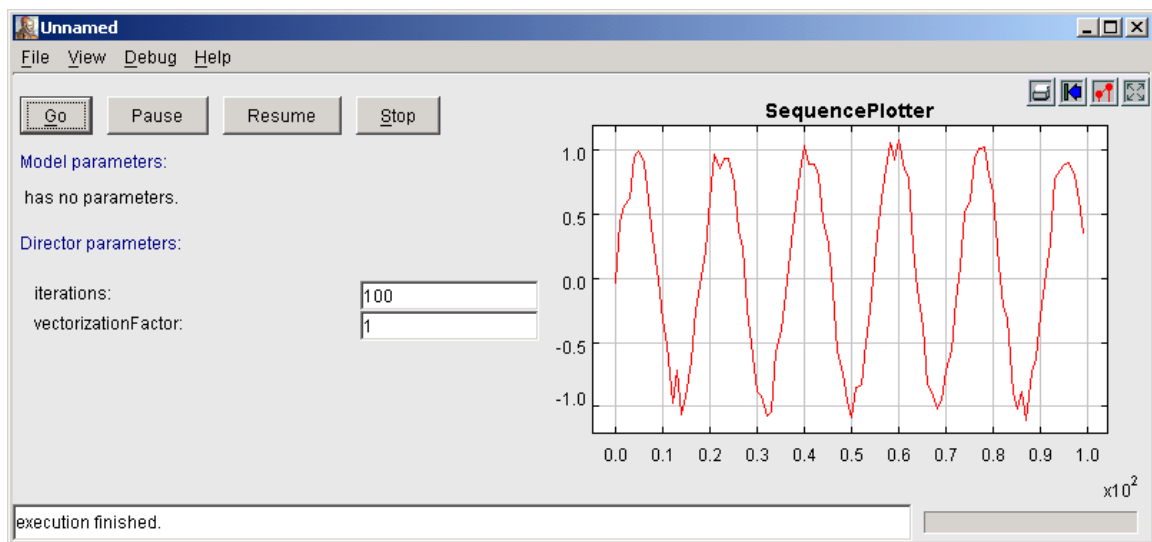 Unnamed
File View Debug Help
Go Pause Resume Stop
Model parameters:
has no parameters.
Director parameters:
iterations: 100
vectorizationFactor: 1
SequencePlotter
1.0
0.5
0.0
-0.5
-1.0
0.0 0.1 0.2 0.3 0.4 0.5 0.6 0.7 0.8 0.9 1.0
x10²
execution finished.